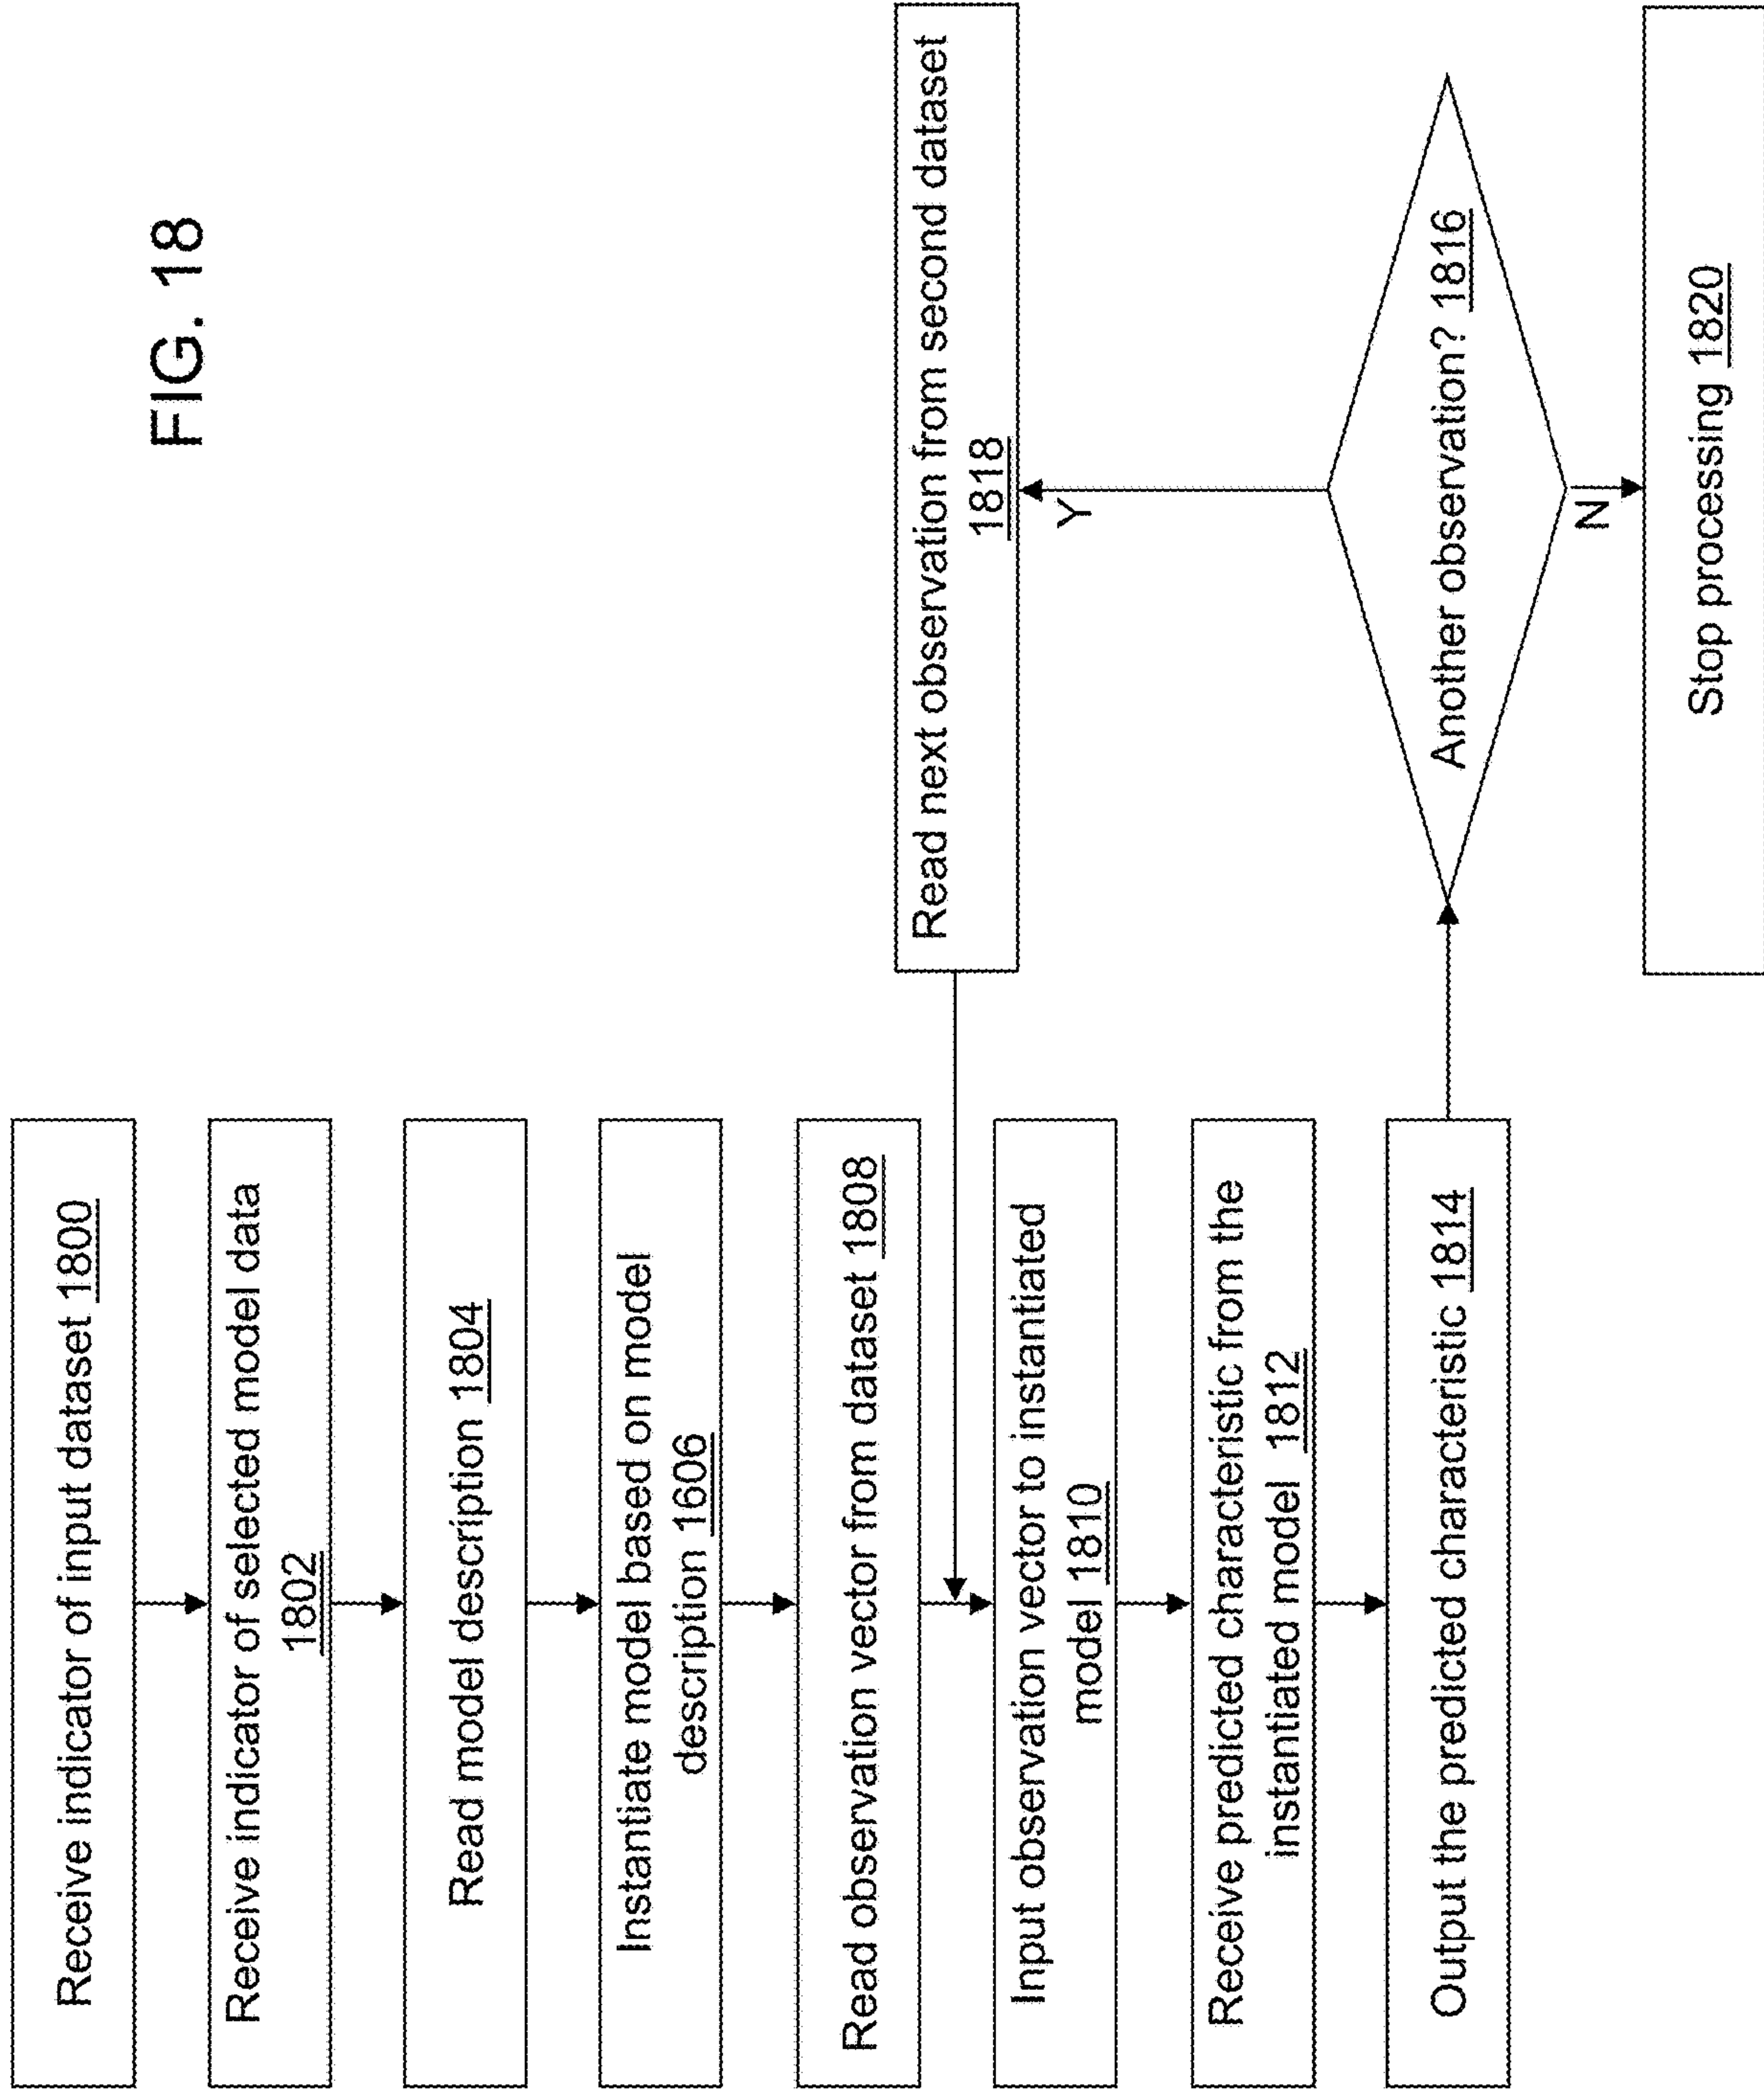 FIG. 18
Receive indicator of input dataset 1800
Receive indicator of selected model data
1802
Read model description 1804
Instantiate model based on model
description 1606
Read observation vector from dataset 1808
Input observation vector to instantiated
model 1810
Receive predicted characteristic from the
instantiated model 1812
Output the predicted characteristic 1814
Read next observation from second dataset
1818
Y
Another observation? 1816
N
Stop processing 1820